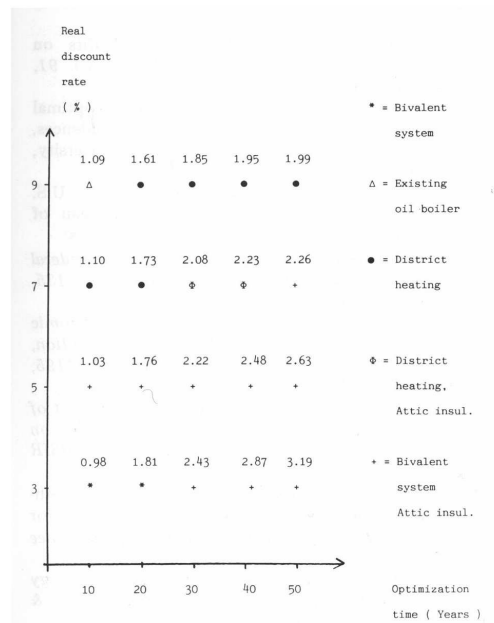 Real
discount
rate
( % )
* = Bivalent
system
1.09 1.61 1.85 1.95 1.99
9 Δ ● ● ● ● Δ = Existing
oil boiler
1.10 1.73 2.08 2.23 2.26
7 ● ● Φ Φ + ● = District
heating
1.03 1.76 2.22 2.48 2.63
5 + + + + + Φ = District
heating,
Attic insul.
0.98 1.81 2.43 2.87 3.19
3 * * + + + + = Bivalent
system
Attic insul.
10 20 30 40 50 Optimization
time ( Years )